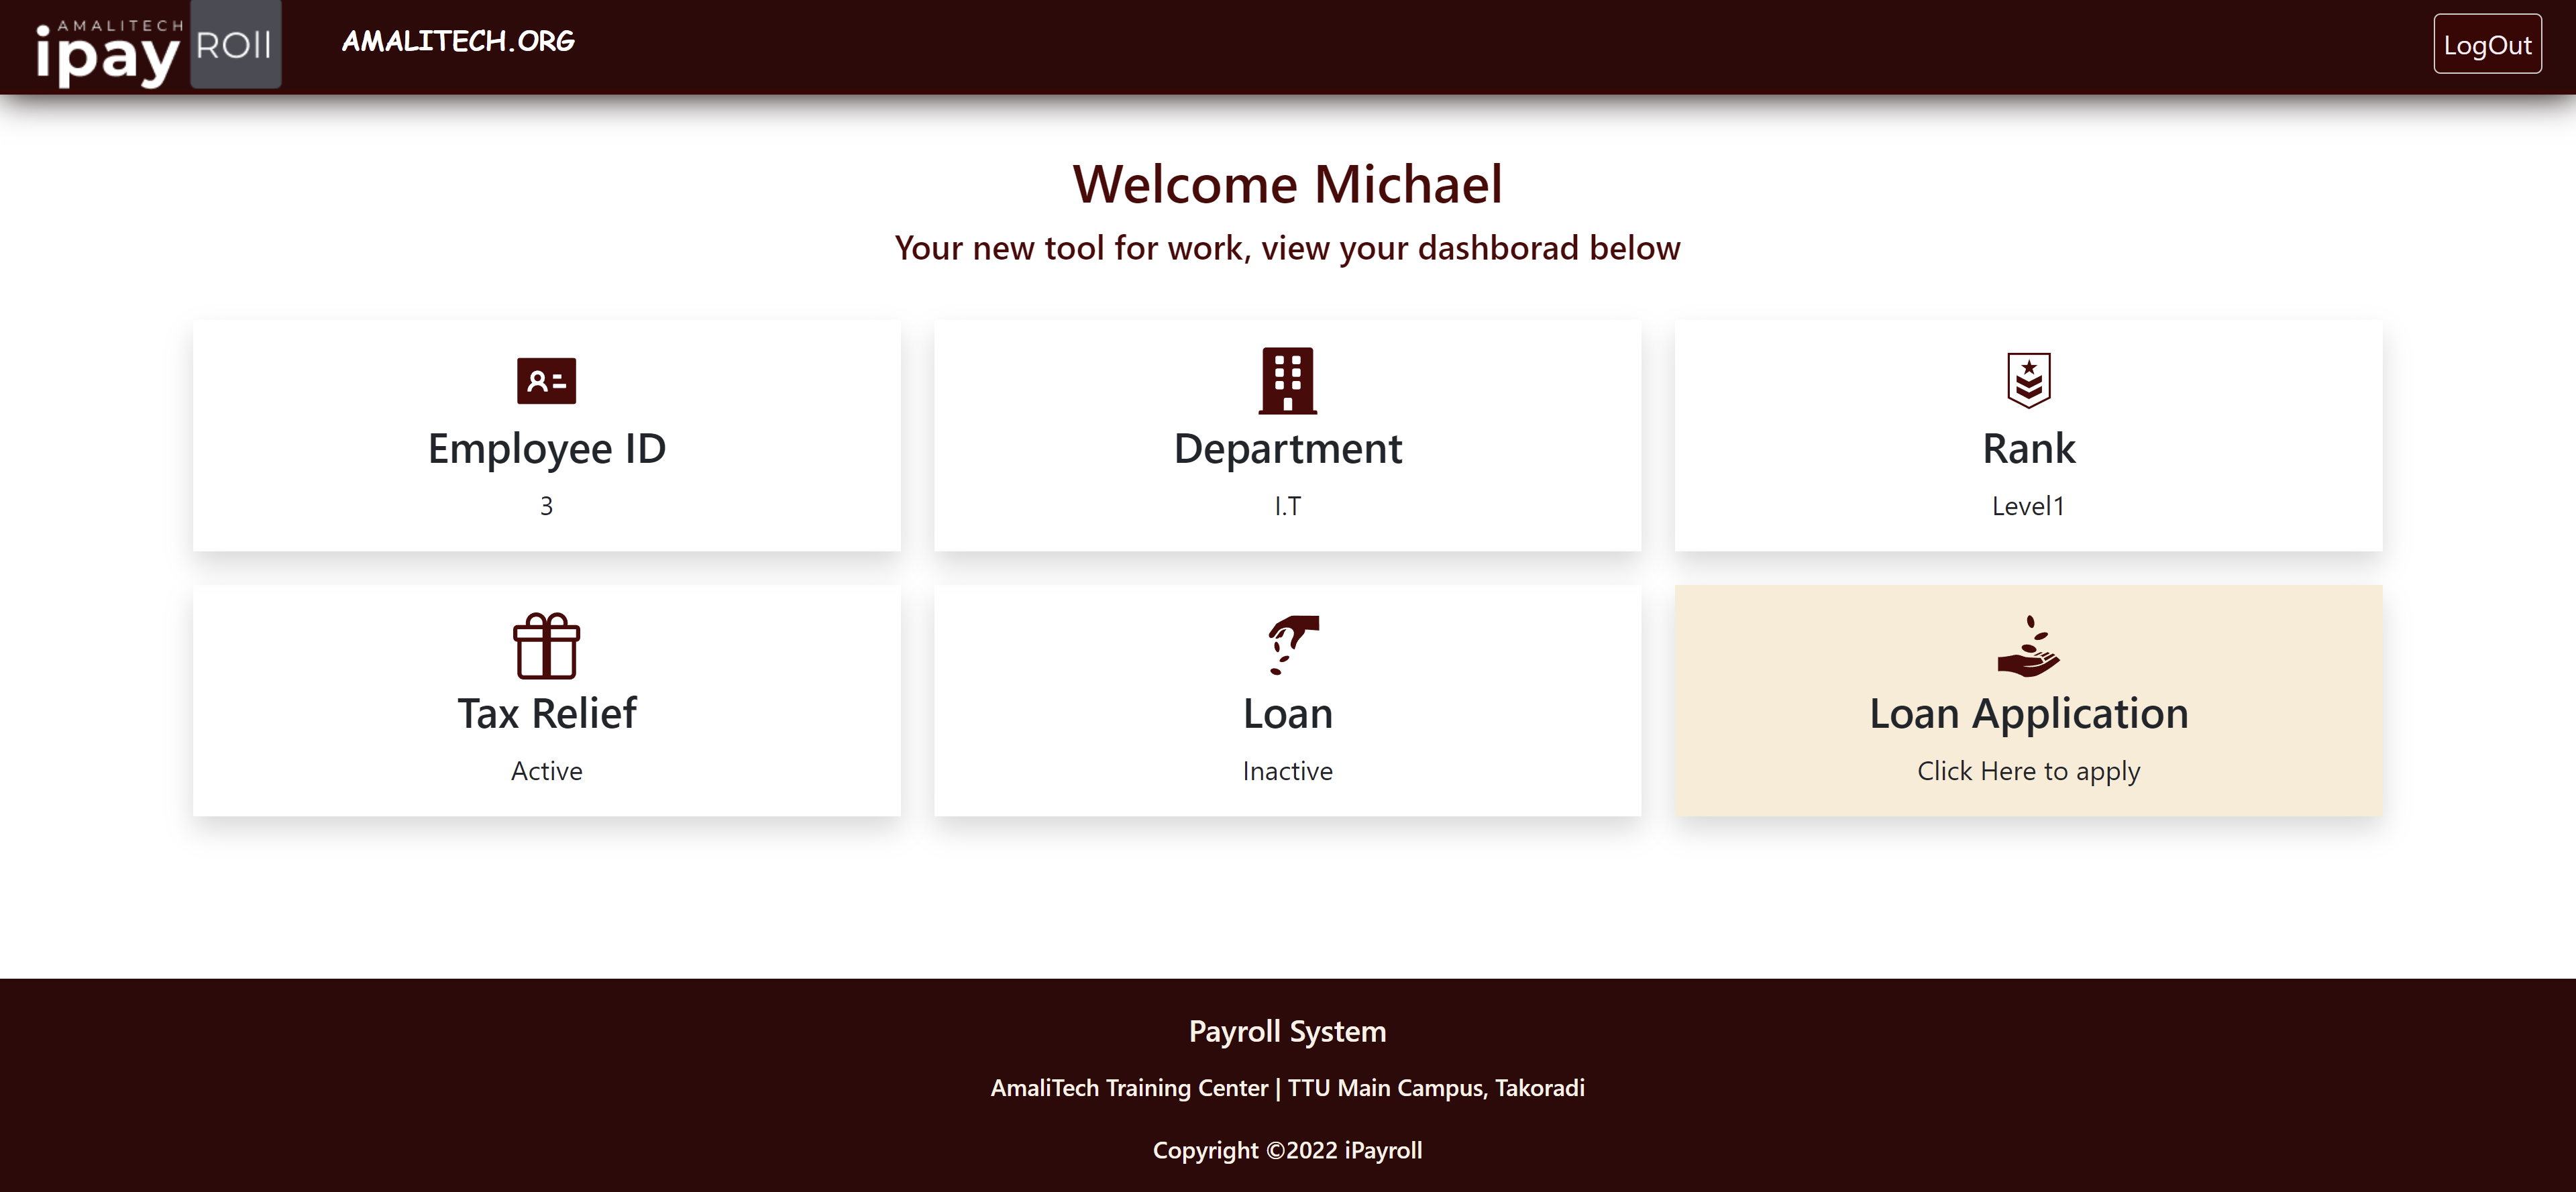 AMALITECH
ipay ROll
AMALITECH.ORG
LogOut
Welcome Michael
Your new tool for work, view your dashborad below
Employee ID
3
Department
I.T
Rank
Level1
Tax Relief
Active
Loan
Inactive
Loan Application
Click Here to apply
Payroll System
AmaliTech Training Center | TTU Main Campus, Takoradi
Copyright ©2022 iPayroll